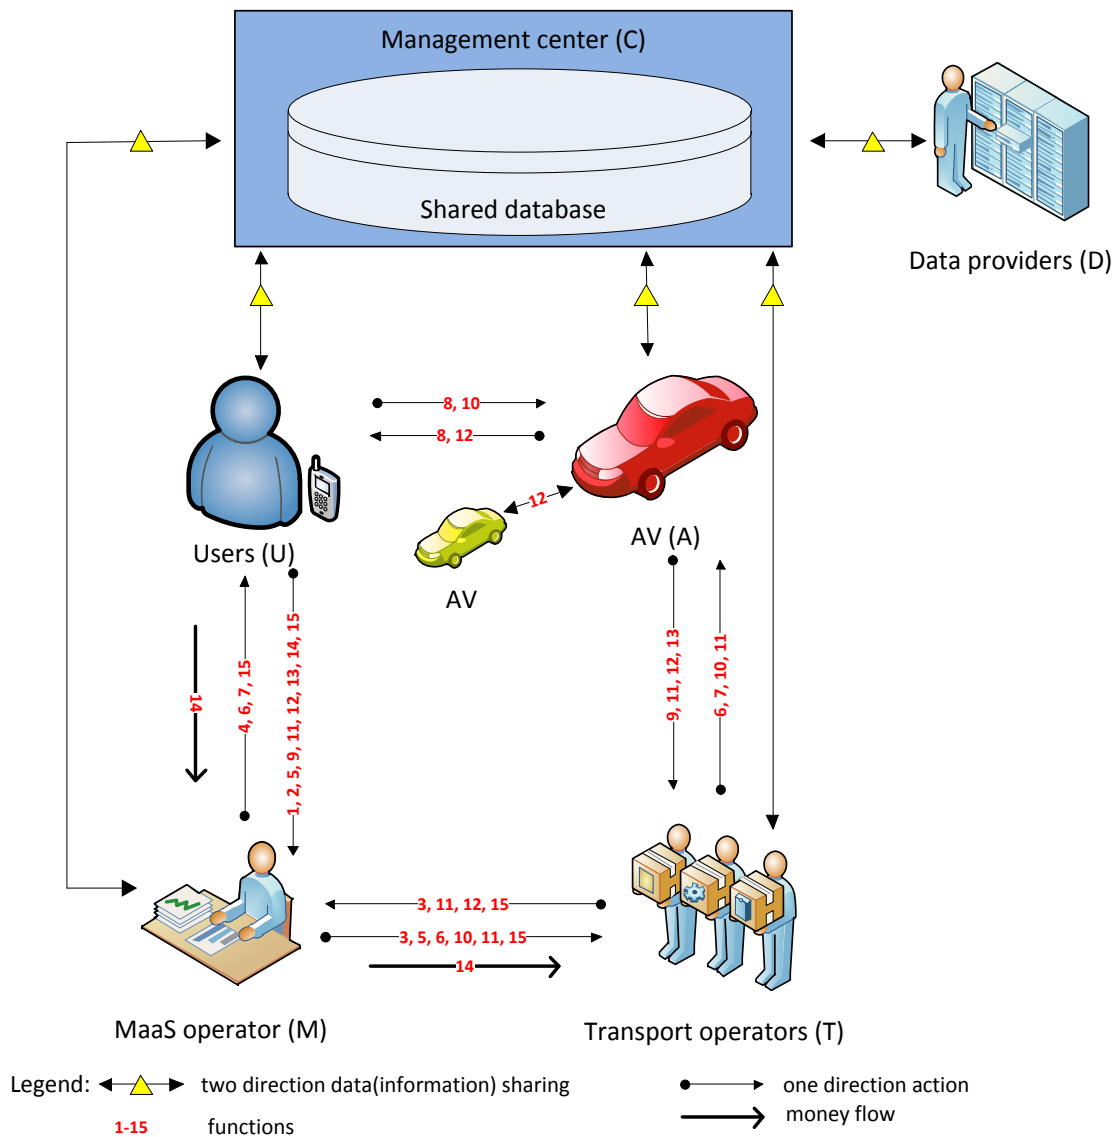 Management center (C)
Shared database
Data providers (D)
8, 10
8, 12
12
Users (U)
AV (A)
AV
14
4, 6, 7, 15
1, 2, 5, 9, 11, 12, 13, 14, 15
9, 11, 12, 13
6, 7, 10, 11
3, 11, 12, 15
3, 5, 6, 10, 11, 15
14
MaaS operator (M)
Transport operators (T)
Legend:
two direction data(information) sharing
one direction action
1-15
functions
money flow